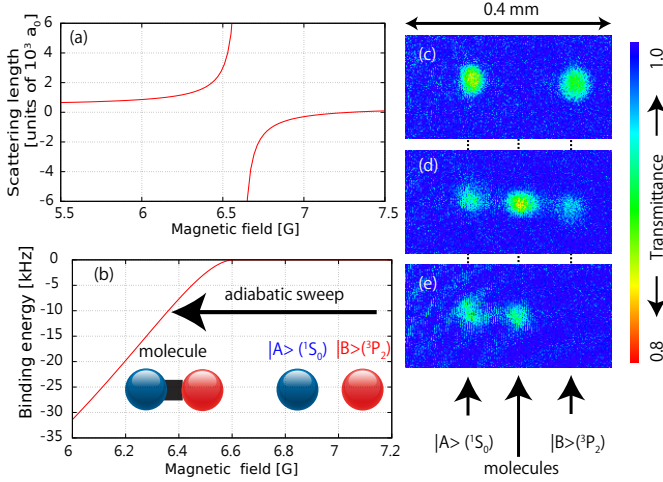 (a)
Scattering length
[units of 10³ a₀]
6
4
2
0
-2
-4
-6
5.5
6
6.5
7
7.5
Magnetic field [G]
(b)
Binding energy [kHz]
0
-5
-10
-15
-20
-25
-30
-35
adiabatic sweep
molecule
|A> (¹S₀)
|B>(³P₂)
6
6.2
6.4
6.6
6.8
7
7.2
Magnetic field [G]
0.4 mm
(c)
(d)
(e)
|A> (¹S₀)
|B>(³P₂)
molecules
1.0
Transmittance
0.8